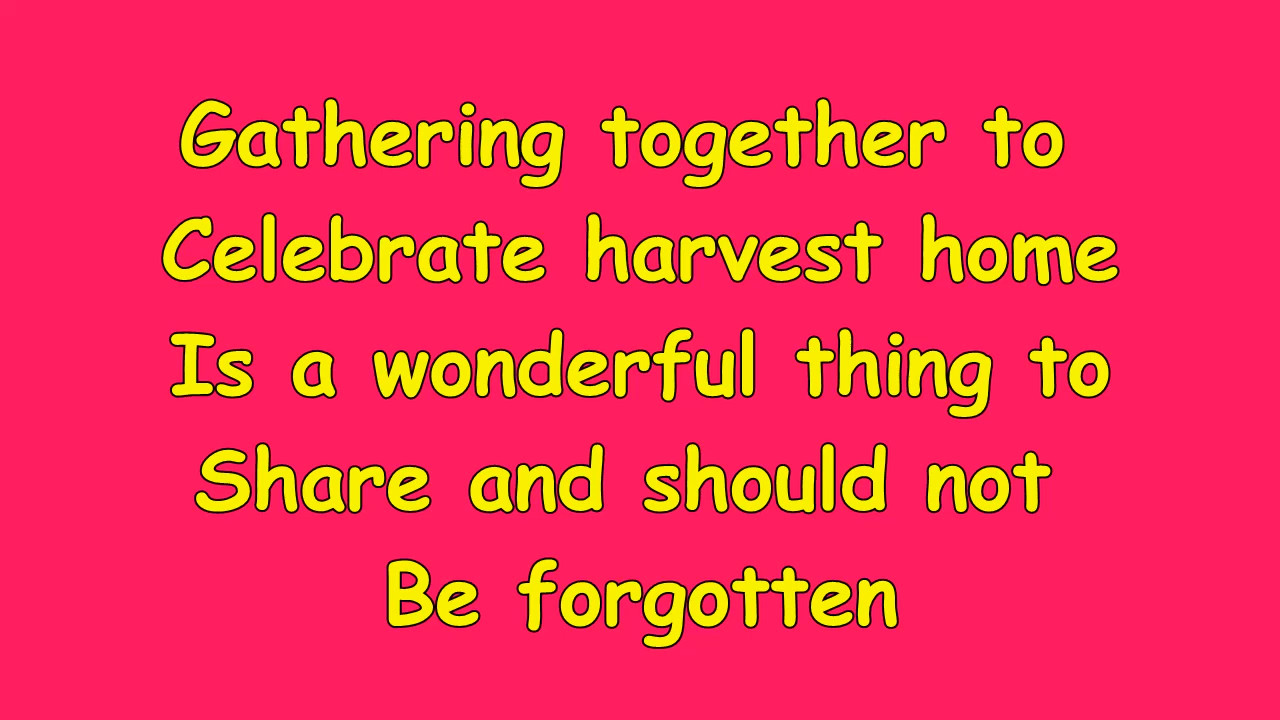 Gathering together to
Celebrate harvest home
Is a wonderful thing to
Share and should not
Be forgotten